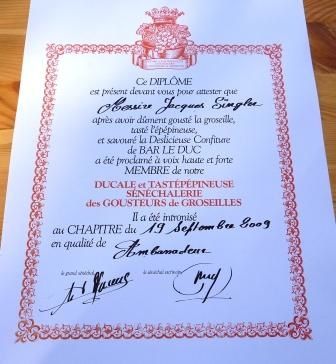 Ce DIPLÔME
est présent devant vous pour attester que
Messire Jacques Singler
après avoir dûment gousté la groseille,
tasté l'épépineuse,
et savouré la Deslicieuse Confiture
de BAR LE DUC
a été proclamé à voix haute et forte
MEMBRE de notre
DUCALE et TASTÉPÉPINEUSE
SÉNÉCHALERIE
des GOUSTEURS de GROSEILLES
Il a été intronisé
au CHAPITRE du 19 Septembre 2009
en qualité de Ambassadeur
le grand sénéchal, le sénéchal escrivain,